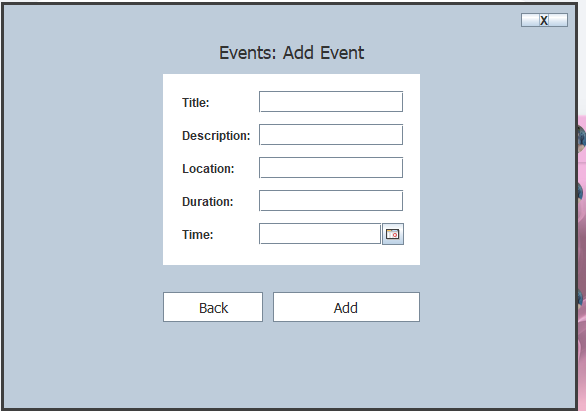 X
Events: Add Event
Title:
Description:
Location:
Duration:
Time:
Back
Add